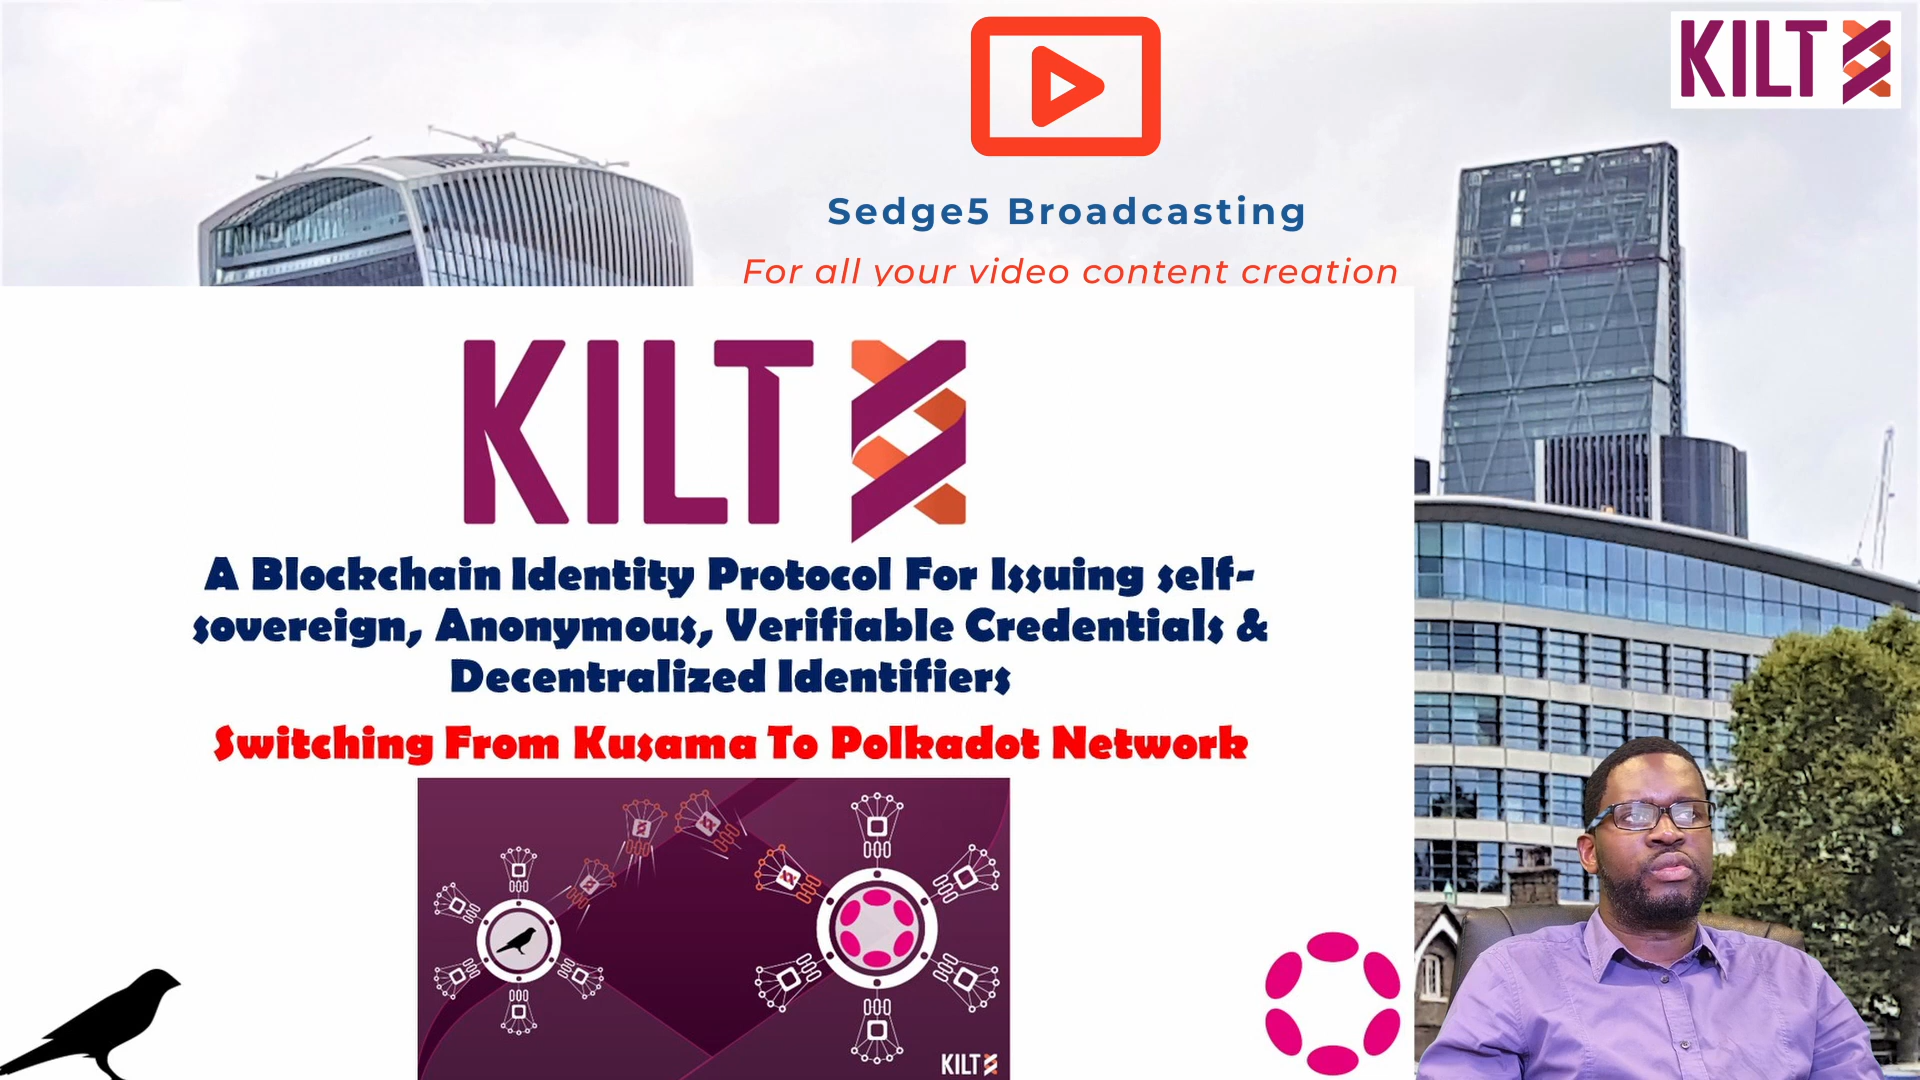 KILT
Sedge5 Broadcasting
For all your video content creation
KILT
A Blockchain Identity Protocol For Issuing self-
sovereign, Anonymous, Verifiable Credentials &
Decentralized Identifiers
Switching From Kusama To Polkadot Network
KILT